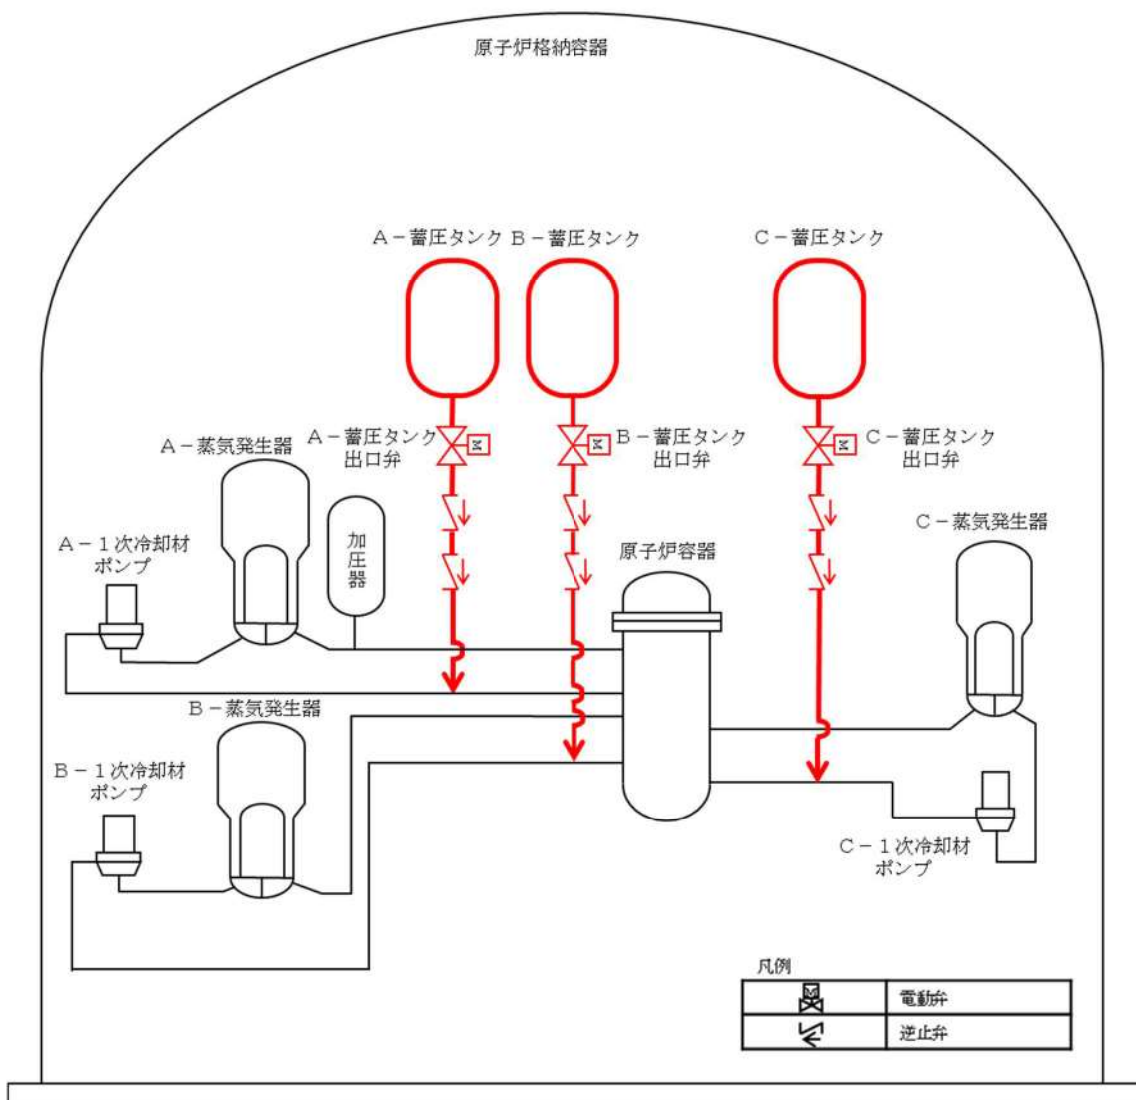 原子炉格納容器
A－蓄圧タンク
B－蓄圧タンク
C－蓄圧タンク
A－蒸気発生器
A－蓄圧タンク
出口弁
M
B－蓄圧タンク
出口弁
M
C－蓄圧タンク
出口弁
M
A－1次冷却材
ポンプ
加圧器
原子炉容器
C－蒸気発生器
B－蒸気発生器
B－1次冷却材
ポンプ
C－1次冷却材
ポンプ
凡例
M
電動弁
逆止弁